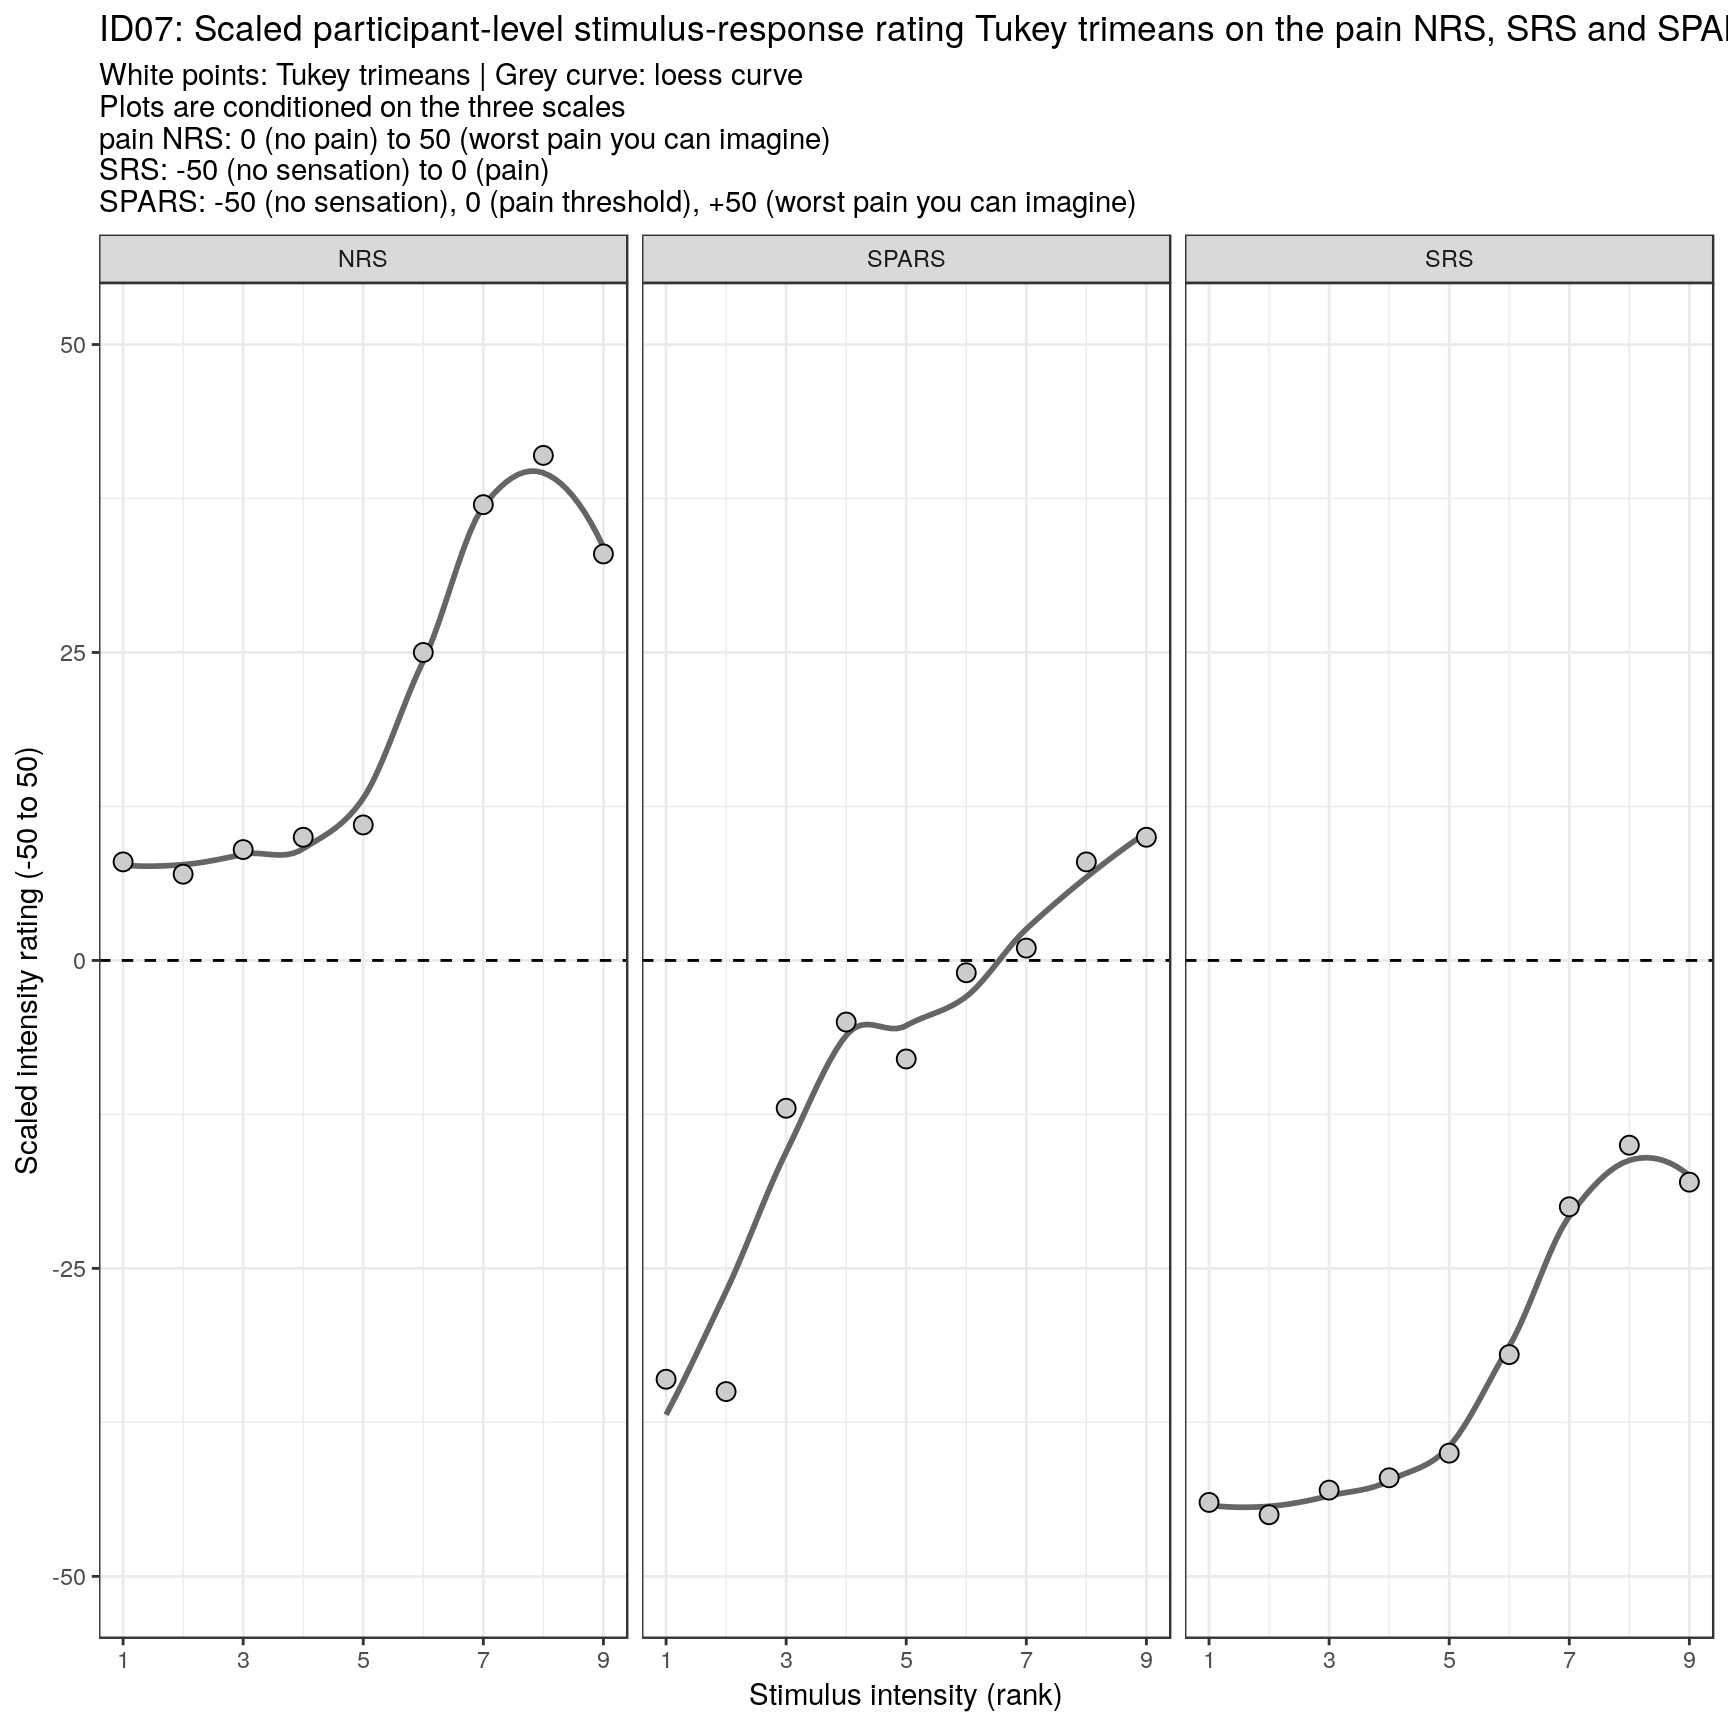 ID07: Scaled participant-level stimulus-response rating Tukey trimeans on the pain NRS, SRS and
White points: Tukey trimeans | Grey curve: loess curve
Plots are conditioned on the three scales
pain NRS: 0 (no pain) to 50 (worst pain you can imagine)
SRS: -50 (no sensation) to 0 (pain)
SPARS: -50 (no sensation), 0 (pain threshold), +50 (worst pain you can imagine)
NRS
SPARS
SRS
50
25
0
-25
-50
Scaled intensity rating (-50 to 50)
1 3 5 7 9
1 3 5 7 9
1 3 5 7 9
Stimulus intensity (rank)